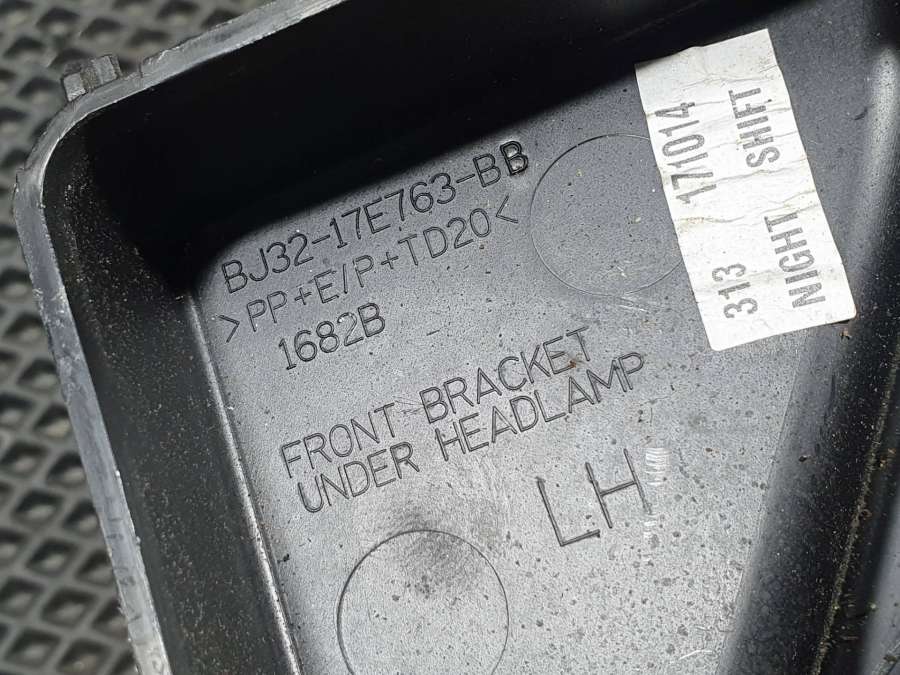 BJ32-17E763-BB
>PP+E/P+TD20<
1682B
FRONT BRACKET
UNDER HEADLAMP
LH
313 171014
NIGHT SHIFT